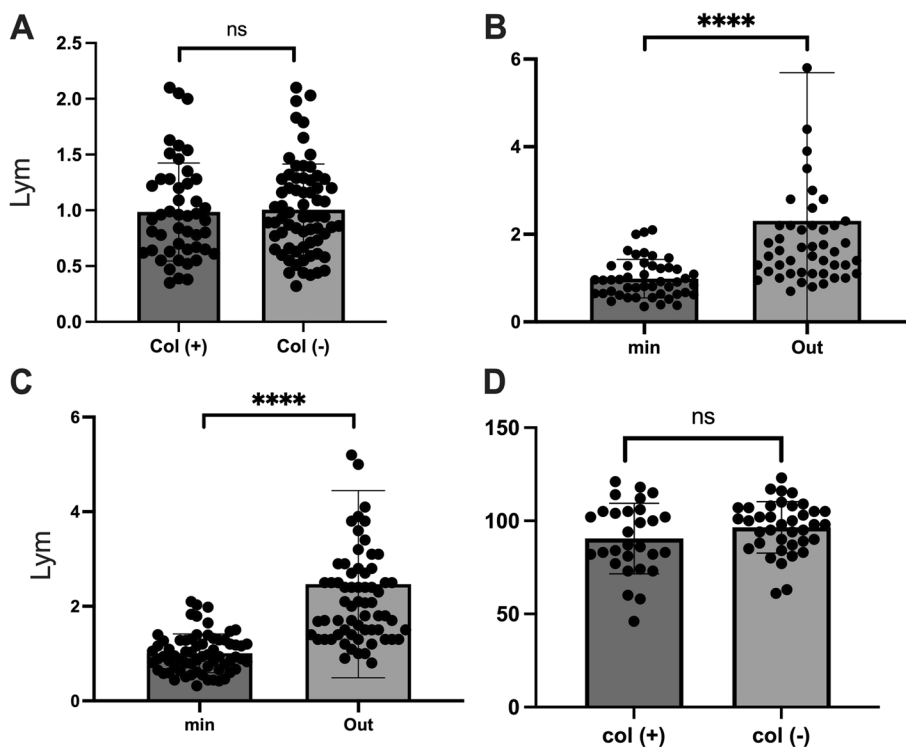 A
ns
Lym
2.5
2.0
1.5
1.0
0.5
0.0
Col (+) Col (-)
B
****
6
4
2
0
min Out
C
****
Lym
6
4
2
0
min Out
D
ns
150
100
50
0
col (+) col (-)